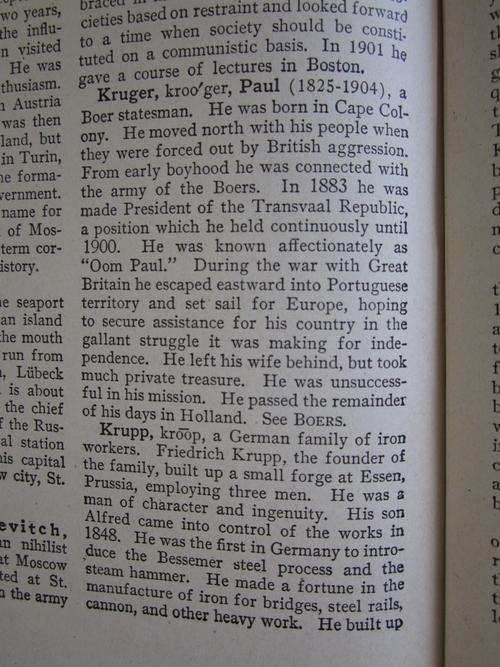 cieties based on restraint and looked forward
to a time when society should be consti-
tuted on a communistic basis. In 1901 he
gave a course of lectures in Boston.
Kruger, kroo'ger, Paul (1825-1904), a
Boer statesman. He was born in Cape Col-
ony. He moved north with his people when
they were forced out by British aggression.
From early boyhood he was connected with
the army of the Boers. In 1883 he was
made President of the Transvaal Republic,
a position which he held continuously until
1900. He was known affectionately as
“Oom Paul.” During the war with Great
Britain he escaped eastward into Portuguese
territory and set sail for Europe, hoping
to secure assistance for his country in the
gallant struggle it was making for inde-
pendence. He left his wife behind, but took
much private treasure. He was unsuccess-
ful in his mission. He passed the remainder
of his days in Holland. See BOERS.
Krupp, kro͞op, a German family of iron
workers. Friedrich Krupp, the founder of
the family, built up a small forge at Essen,
Prussia, employing three men. He was a
man of character and ingenuity. His son
Alfred came into control of the works in
1848. He was the first in Germany to intro-
duce the Bessemer steel process and the
steam hammer. He made a fortune in the
manufacture of iron for bridges, steel rails,
cannon, and other heavy work. He built up
two years,
the influ-
visited
He was
thusiasm.
Austria
was then
land, but
in Turin,
the forma-
vernment.
name for
of Mos-
term cor-
istory.
seaport
an island
the mouth
run from
Lübeck
is about
the chief
of the Rus-
al station
his capital
w city, St.
evitch,
an nihilist
at Moscow
ted at St.
the army